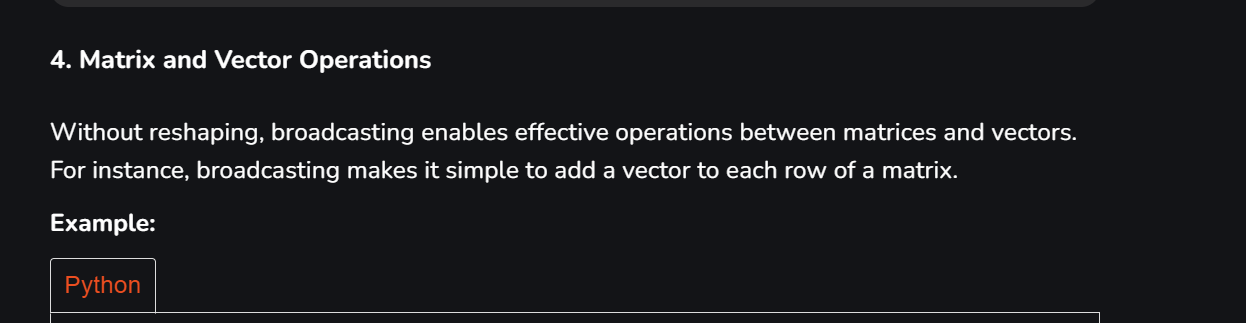 4. Matrix and Vector Operations
Without reshaping, broadcasting enables effective operations between matrices and vectors.
For instance, broadcasting makes it simple to add a vector to each row of a matrix.
Example:
Python